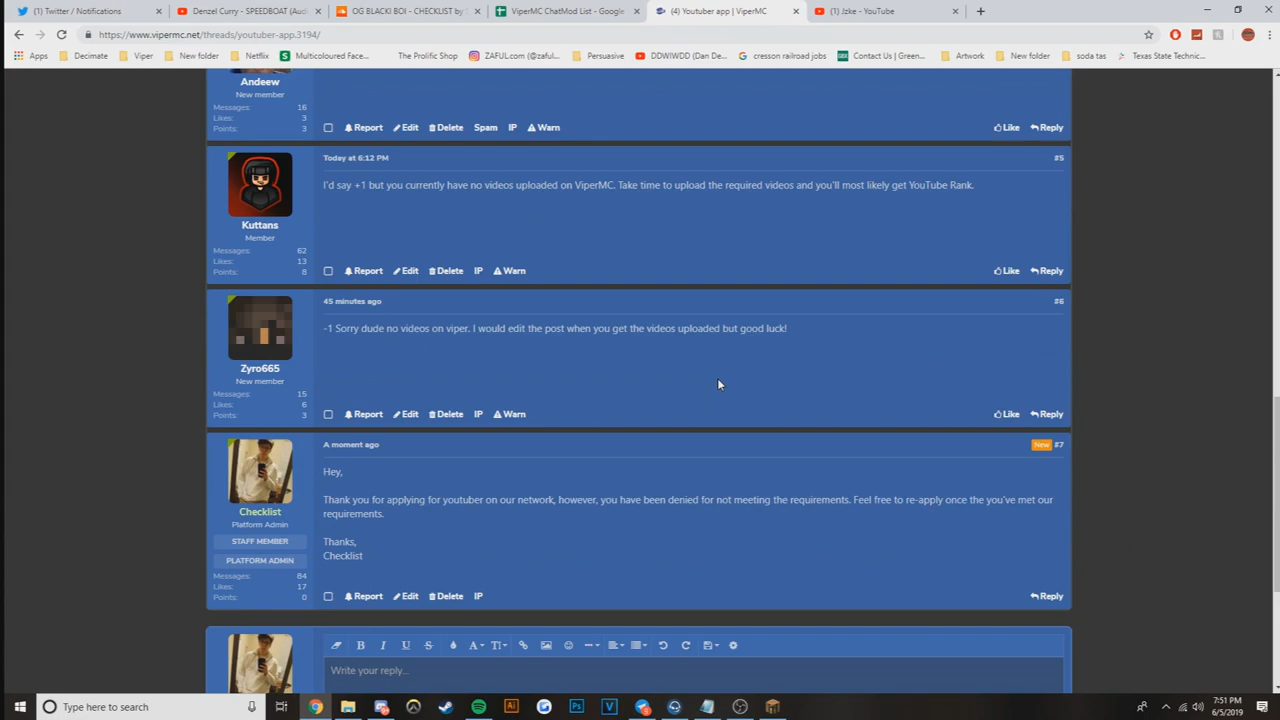 Twitter / Notifications
Denzel Curry - SPEEDBOAT (Audi
OG BLACKI BOI - CHECKLIST by
ViperMC ChatMod List - Google
(4) Youtuber app | ViperMC
(1) Jzke - YouTube
https://www.vipermc.net/threads/youtuber-app.3194/
Apps Decimate Viper New folder Netflix Multicoloured Face... The Prolific Shop ZAFUL.com (@zaful... Persuasive DDWIWDD (Dan De... cresson railroad jobs Contact Us | Green... Artwork New folder soda tas Texas State Technic...
Andeew
New member
Messages: 16
Likes: 3
Points: 3
Report Edit Delete Spam IP Warn Like Reply
Today at 6:12 PM #5
I'd say +1 but you currently have no videos uploaded on ViperMC. Take time to upload the required videos and you'll most likely get YouTube Rank.
Kuttans
Member
Messages: 62
Likes: 13
Points: 8
Report Edit Delete IP Warn Like Reply
45 minutes ago #6
-1 Sorry dude no videos on viper. I would edit the post when you get the videos uploaded but good luck!
Zyro665
New member
Messages: 15
Likes: 6
Points: 3
Report Edit Delete IP Warn Like Reply
A moment ago New #7
Hey,
Thank you for applying for youtuber on our network, however, you have been denied for not meeting the requirements. Feel free to re-apply once the you've met our
requirements.
Thanks,
Checklist
Checklist
Platform Admin
STAFF MEMBER
PLATFORM ADMIN
Messages: 84
Likes: 17
Points: 0
Report Edit Delete IP Reply
Write your reply...
Type here to search
7:51 PM
6/5/2019